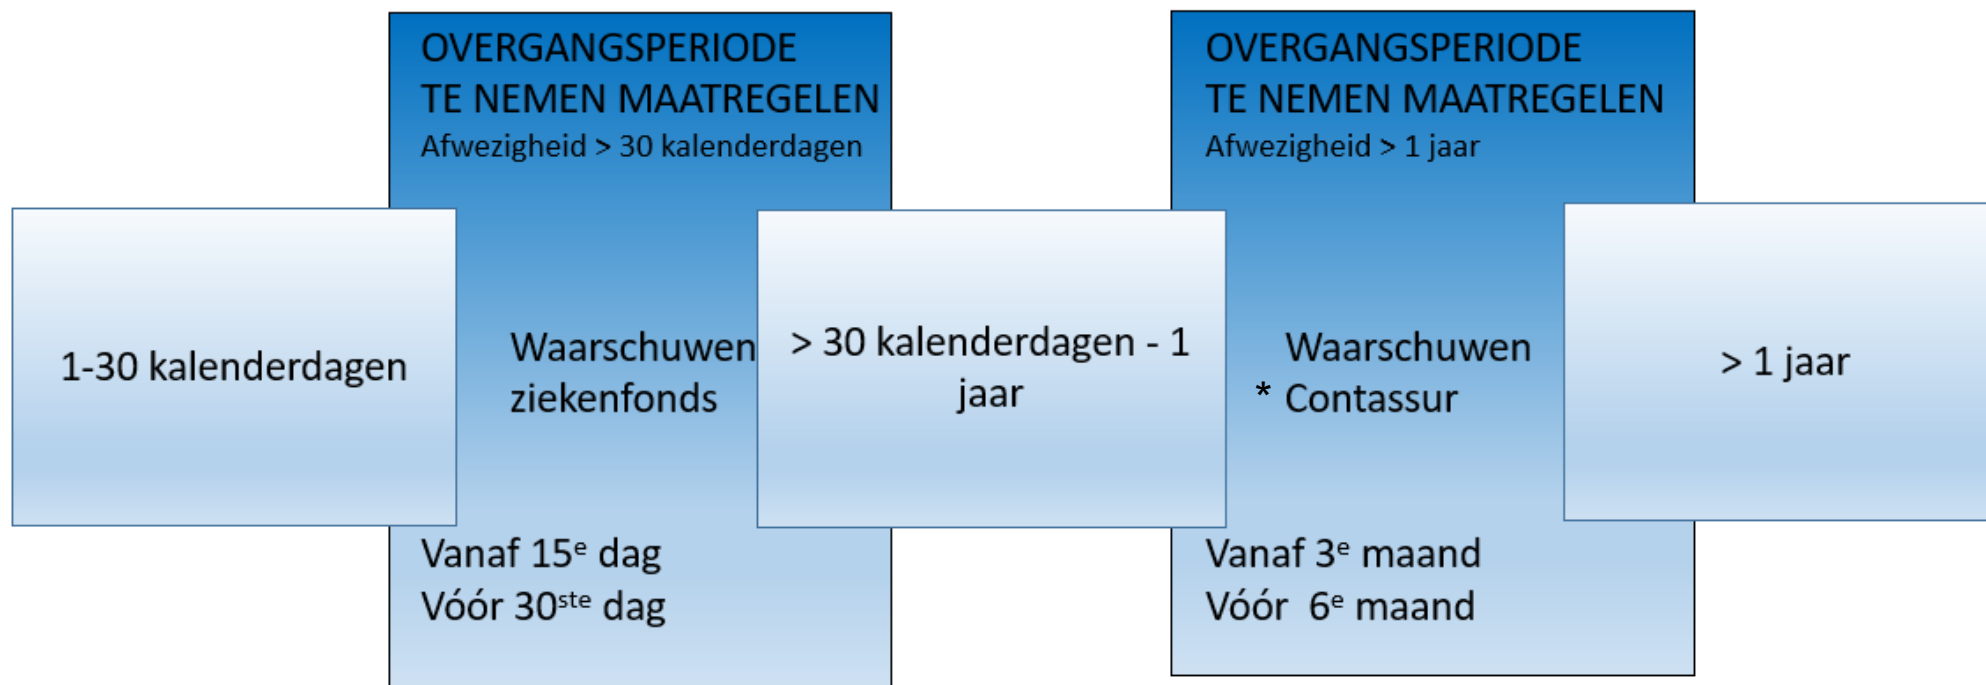 OVERGANGSPERIODE
TE NEMEN MAATREGELEN
Afwezigheid > 30 kalenderdagen
OVERGANGSPERIODE
TE NEMEN MAATREGELEN
Afwezigheid > 1 jaar
1-30 kalenderdagen
Waarschuwen
ziekenfonds
> 30 kalenderdagen - 1
jaar
Waarschuwen
* Contassur
> 1 jaar
Vanaf 15e dag
Vóór 30ste dag
Vanaf 3e maand
Vóór 6e maand